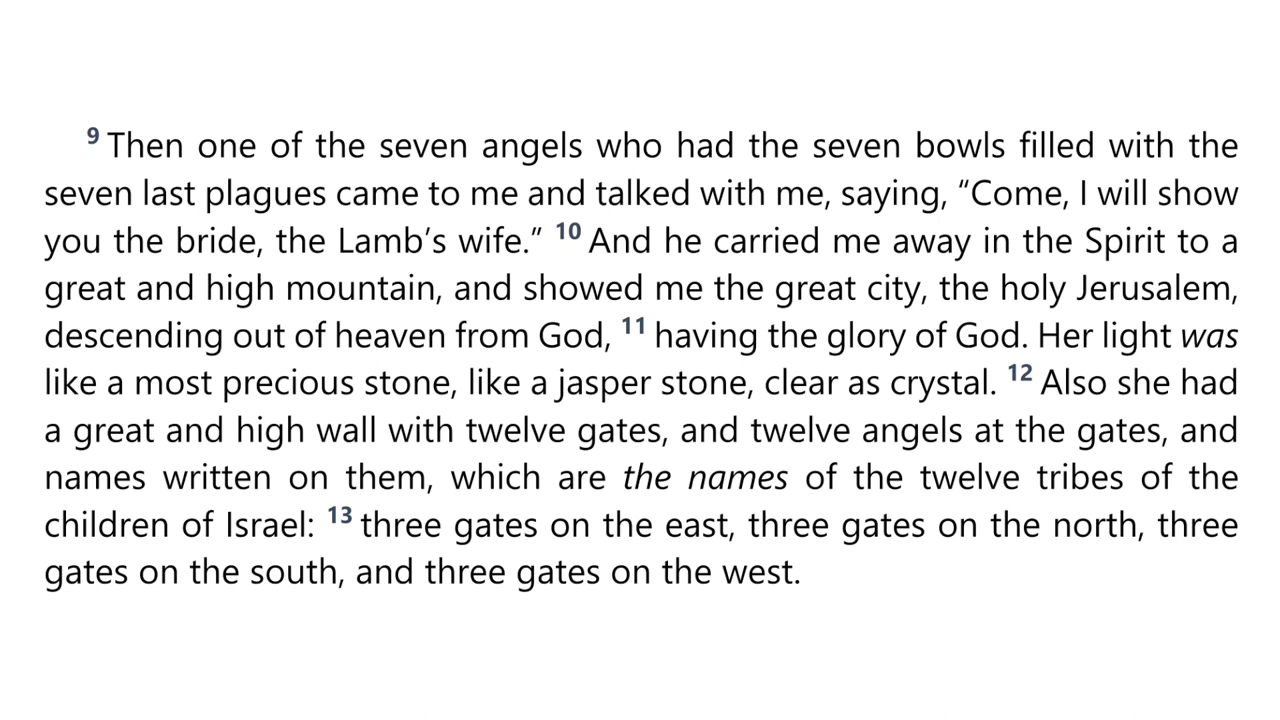 9 Then one of the seven angels who had the seven bowls filled with the
seven last plagues came to me and talked with me, saying, “Come, I will show
you the bride, the Lamb’s wife.” 10 And he carried me away in the Spirit to a
great and high mountain, and showed me the great city, the holy Jerusalem,
descending out of heaven from God, 11 having the glory of God. Her light was
like a most precious stone, like a jasper stone, clear as crystal. 12 Also she had
a great and high wall with twelve gates, and twelve angels at the gates, and
names written on them, which are the names of the twelve tribes of the
children of Israel: 13 three gates on the east, three gates on the north, three
gates on the south, and three gates on the west.